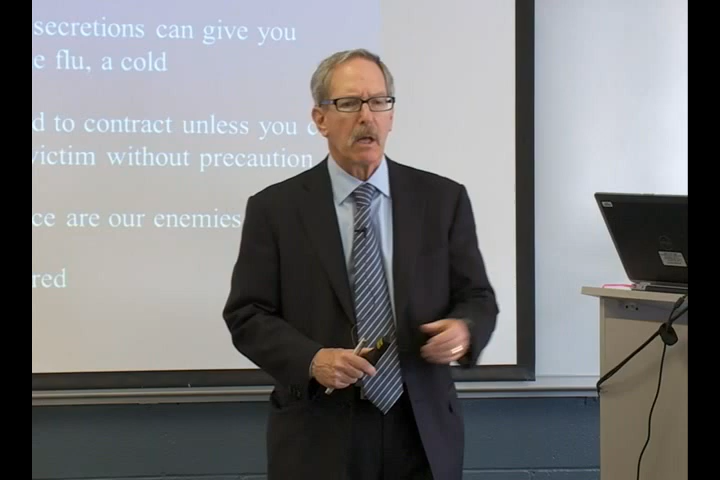 secretions can give you
e flu, a cold
d to contract unless you c
victim without precaution
ce are our enemies
red